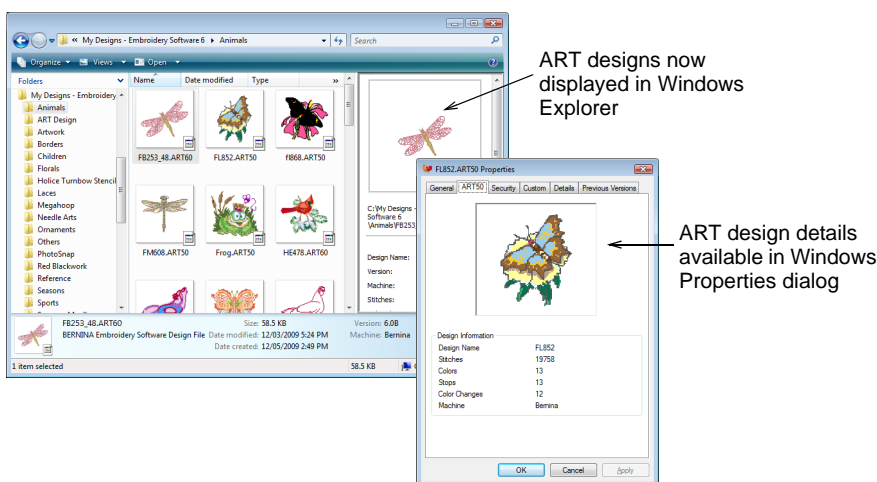 « My Designs - Embroidery Software 6 › Animals
Search
Organize
Views
Open
Folders
Name
Date modified
Type
»
My Designs - Embroidery
Animals
ART Design
Artwork
Borders
Children
Florals
Holice Turnbow Stencil
Laces
Megahoop
Needle Arts
Ornaments
Others
PhotoSnap
Red Blackwork
Reference
Seasons
Sports
FB253_48.ART60
FL852.ART50
fl868.ART50
FM608.ART50
Frog.ART50
HE478.ART60
C:\My Designs -
Software 6
\Animals\FB253
Design Name:
Version:
Machine:
Stitches:
FB253_48.ART60
BERNINA Embroidery Software Design File
Size: 58.5 KB
Date modified: 12/03/2009 5:24 PM
Date created: 12/05/2009 2:49 PM
Version: 6.0B
Machine: Bernina
1 item selected
58.5 KB
ART designs now
displayed in Windows
Explorer
FL852.ART50 Properties
General
ART50
Security
Custom
Details
Previous Versions
Design Information
Design Name FL852
Stitches 19758
Colors 13
Stops 13
Color Changes 12
Machine Bernina
OK
Cancel
Apply
ART design details
available in Windows
Properties dialog